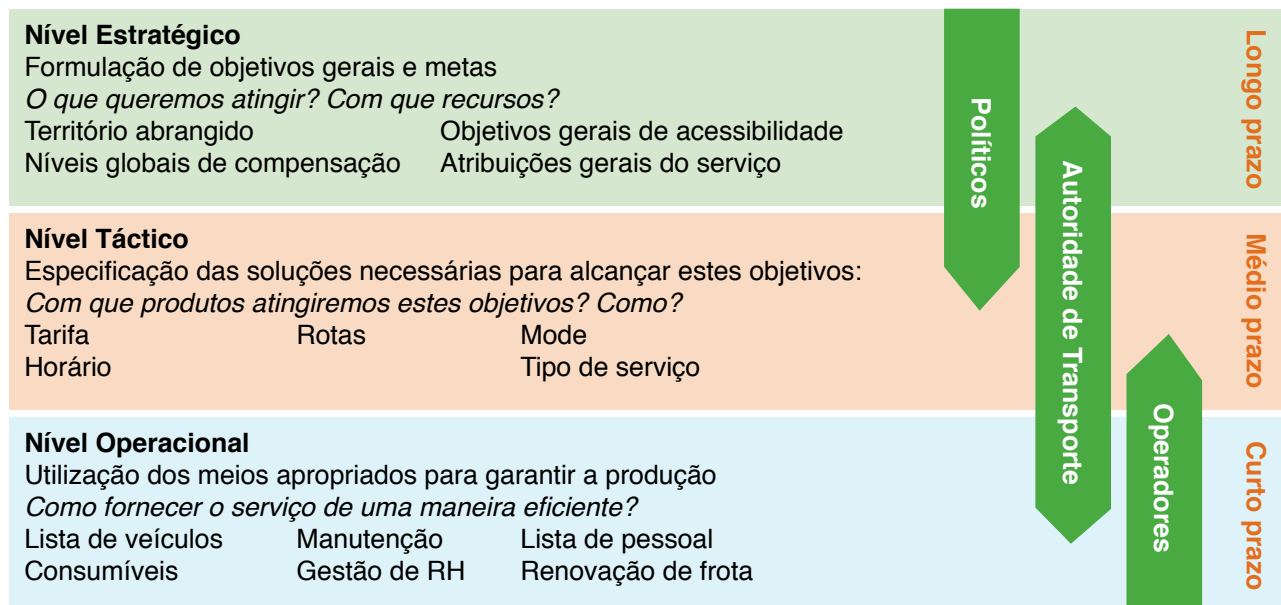 Nível Estratégico
Formulação de objetivos gerais e metas
O que queremos atingir? Com que recursos?
Território abrangido Objetivos gerais de acessibilidade
Níveis globais de compensação Atribuições gerais do serviço
Nível Táctico
Especificação das soluções necessárias para alcançar estes objetivos:
Com que produtos atingiremos estes objetivos? Como?
Tarifa Rotas Mode
Horário Tipo de serviço
Nível Operacional
Utilização dos meios apropriados para garantir a produção
Como fornecer o serviço de uma maneira eficiente?
Lista de veículos Manutenção Lista de pessoal
Consumíveis Gestão de RH Renovação de frota
Políticos
Autoridade de Transporte
Operadores
Longo prazo
Médio prazo
Curto prazo